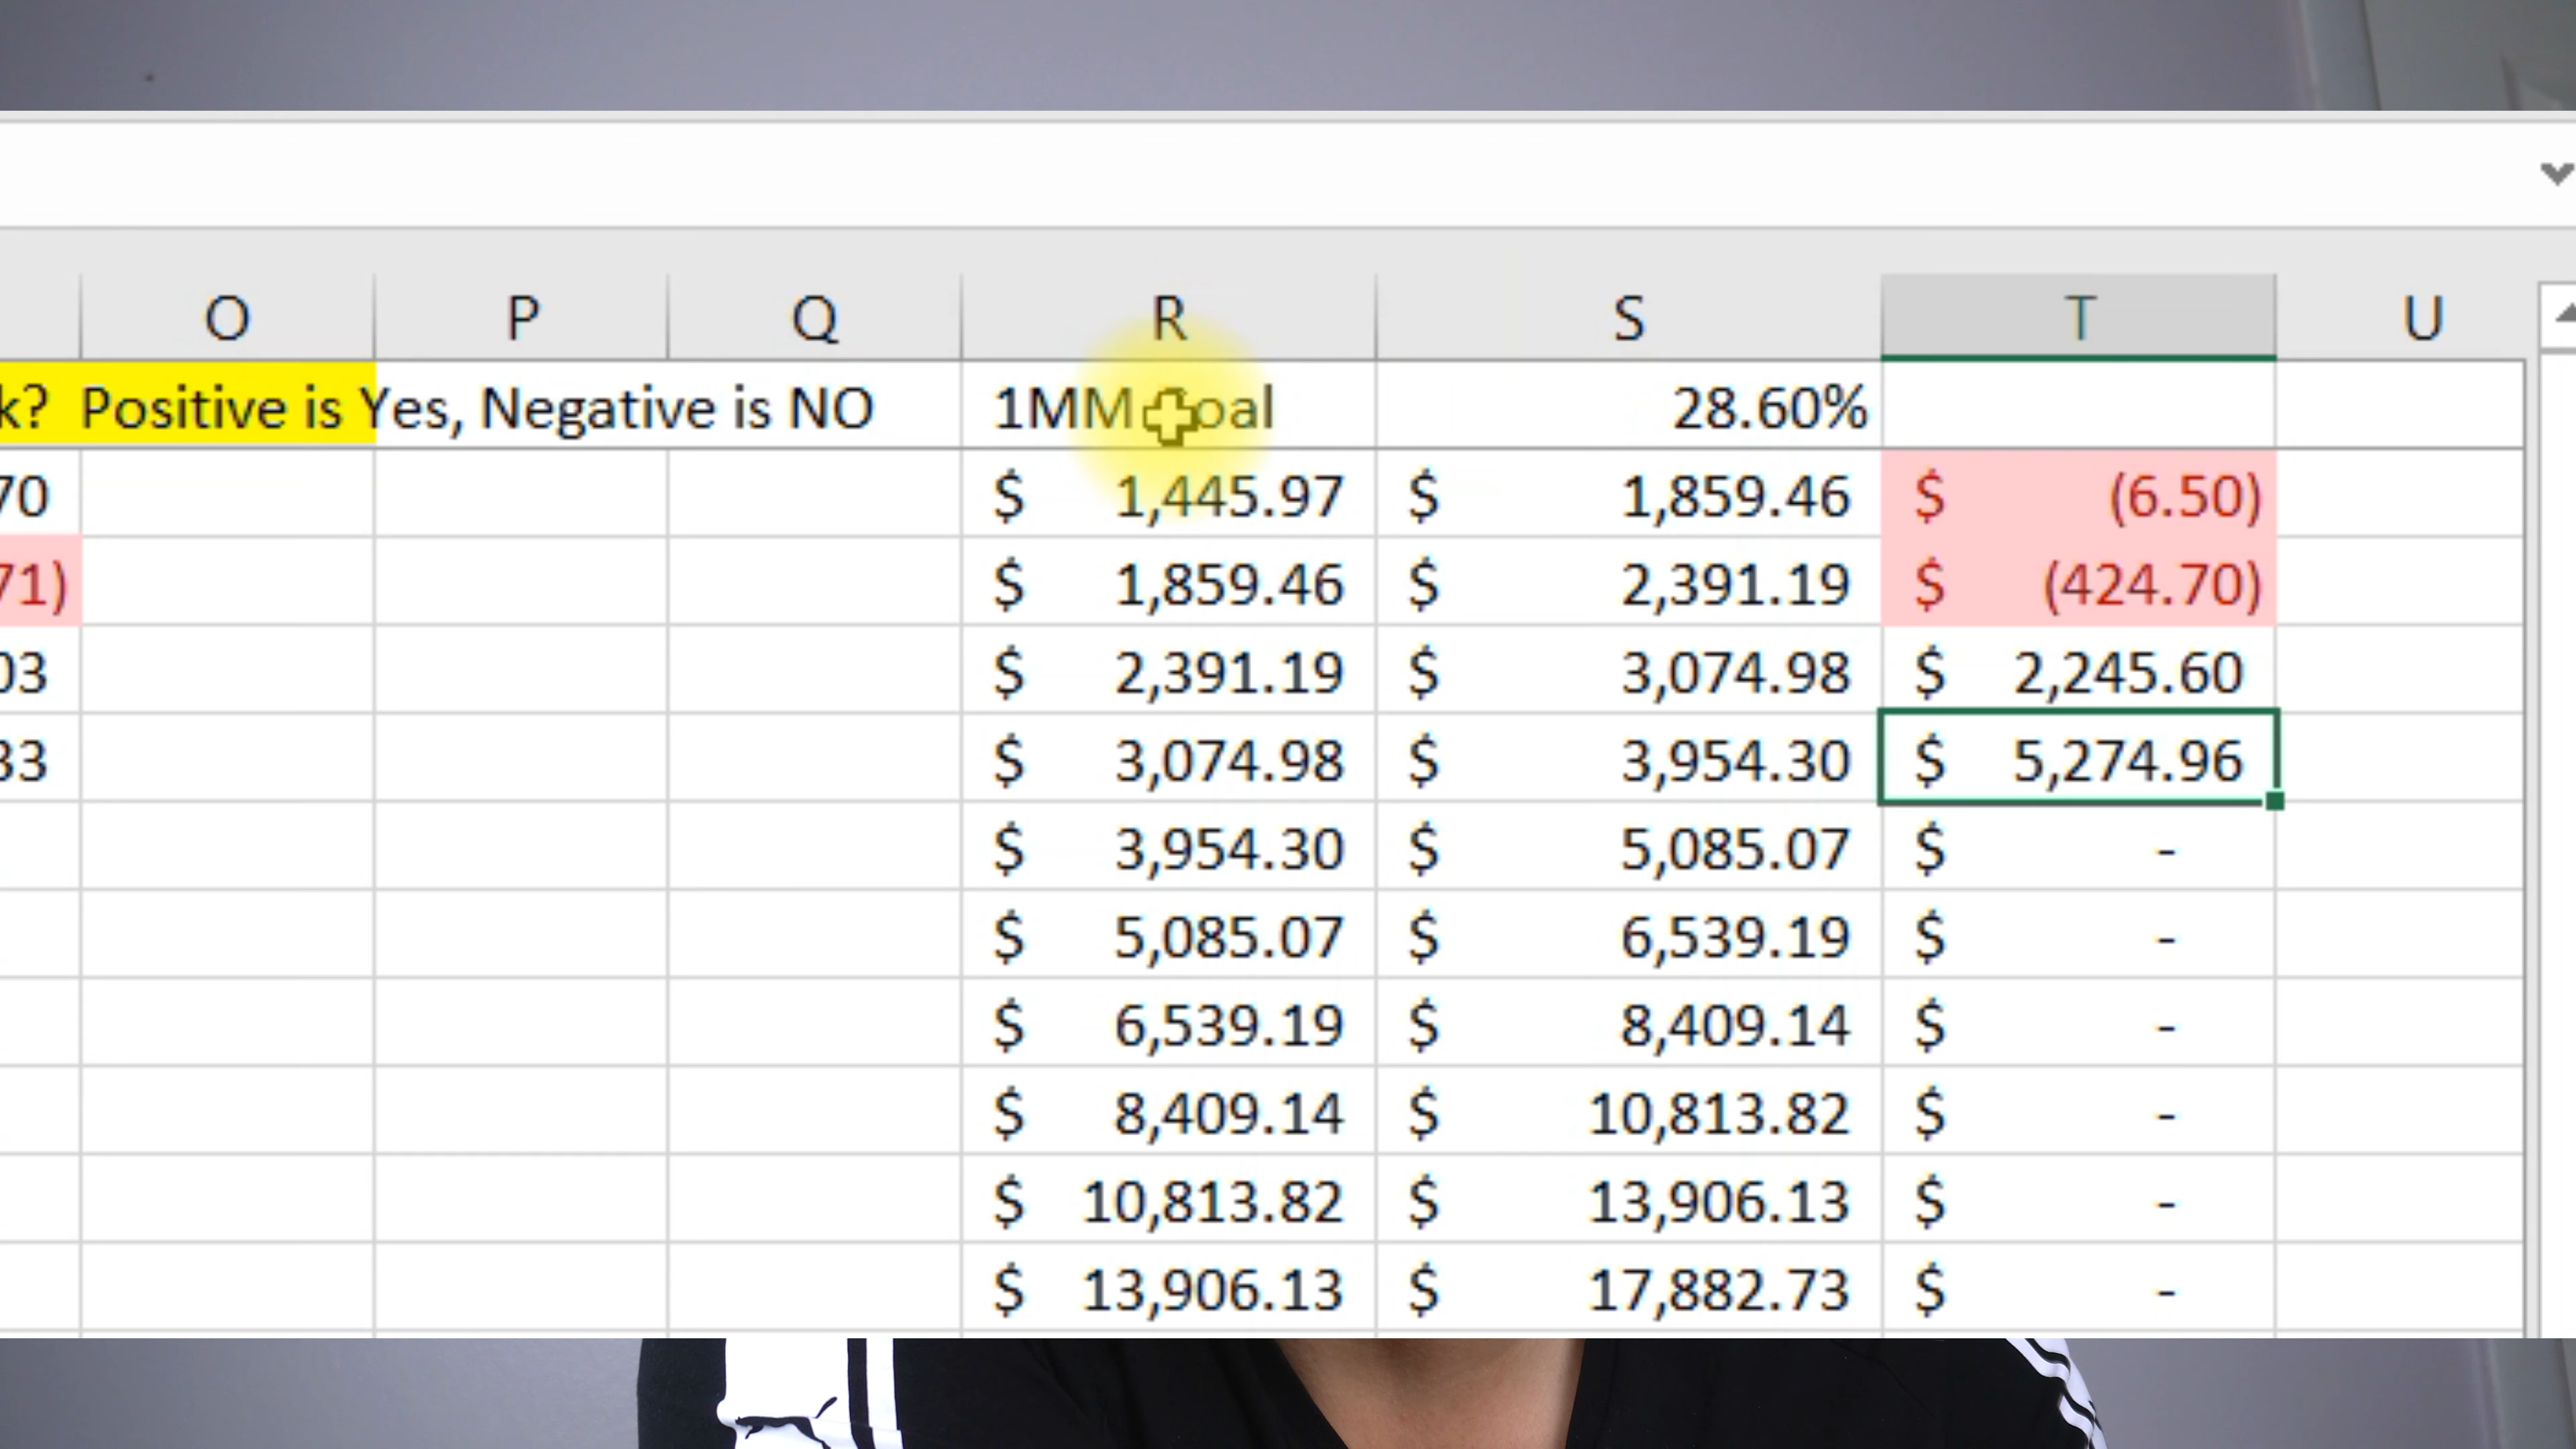 O P Q R S T U
k? Positive is Yes, Negative is NO 1MM oal 28.60%
70 $ 1,445.97 $ 1,859.46 $ (6.50)
71) $ 1,859.46 $ 2,391.19 $ (424.70)
03 $ 2,391.19 $ 3,074.98 $ 2,245.60
33 $ 3,074.98 $ 3,954.30 $ 5,274.96
$ 3,954.30 $ 5,085.07 $ -
$ 5,085.07 $ 6,539.19 $ -
$ 6,539.19 $ 8,409.14 $ -
$ 8,409.14 $ 10,813.82 $ -
$ 10,813.82 $ 13,906.13 $ -
$ 13,906.13 $ 17,882.73 $ -